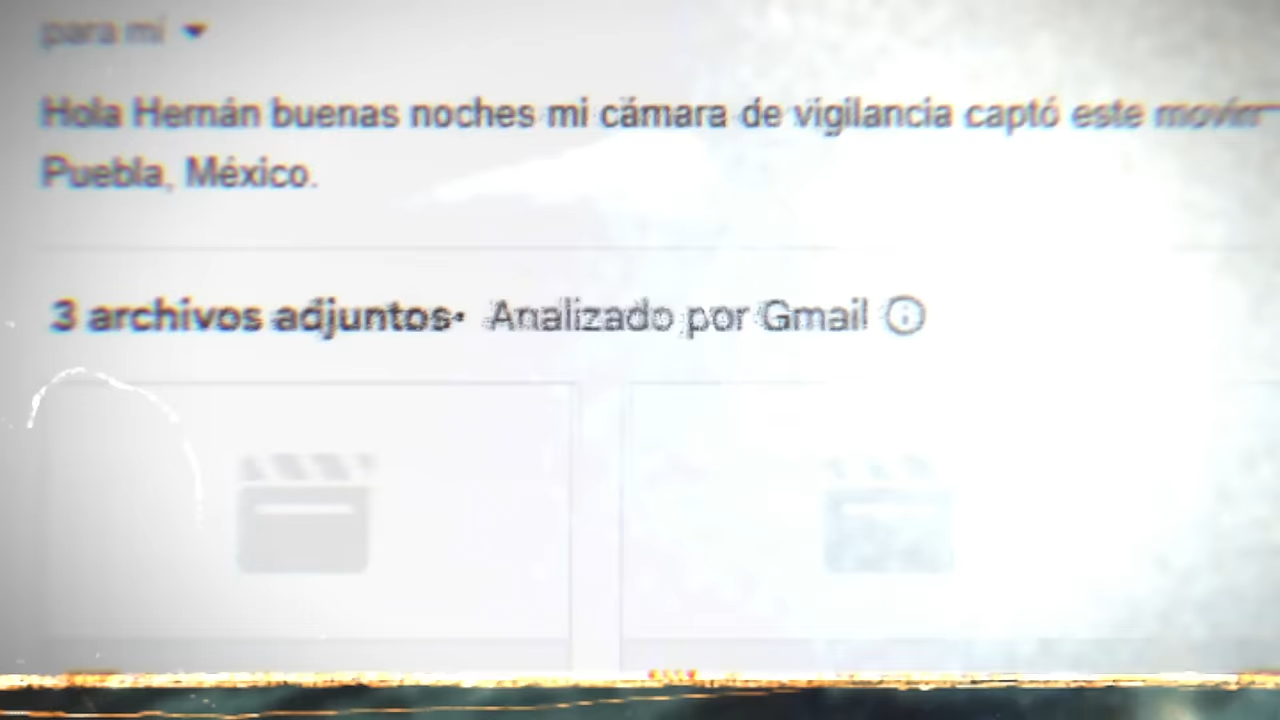 para mí
Hola Hernán buenas noches mi cámara de vigilancia captó este
Puebla, México.
3 archivos adjuntos• Analizado por Gmail